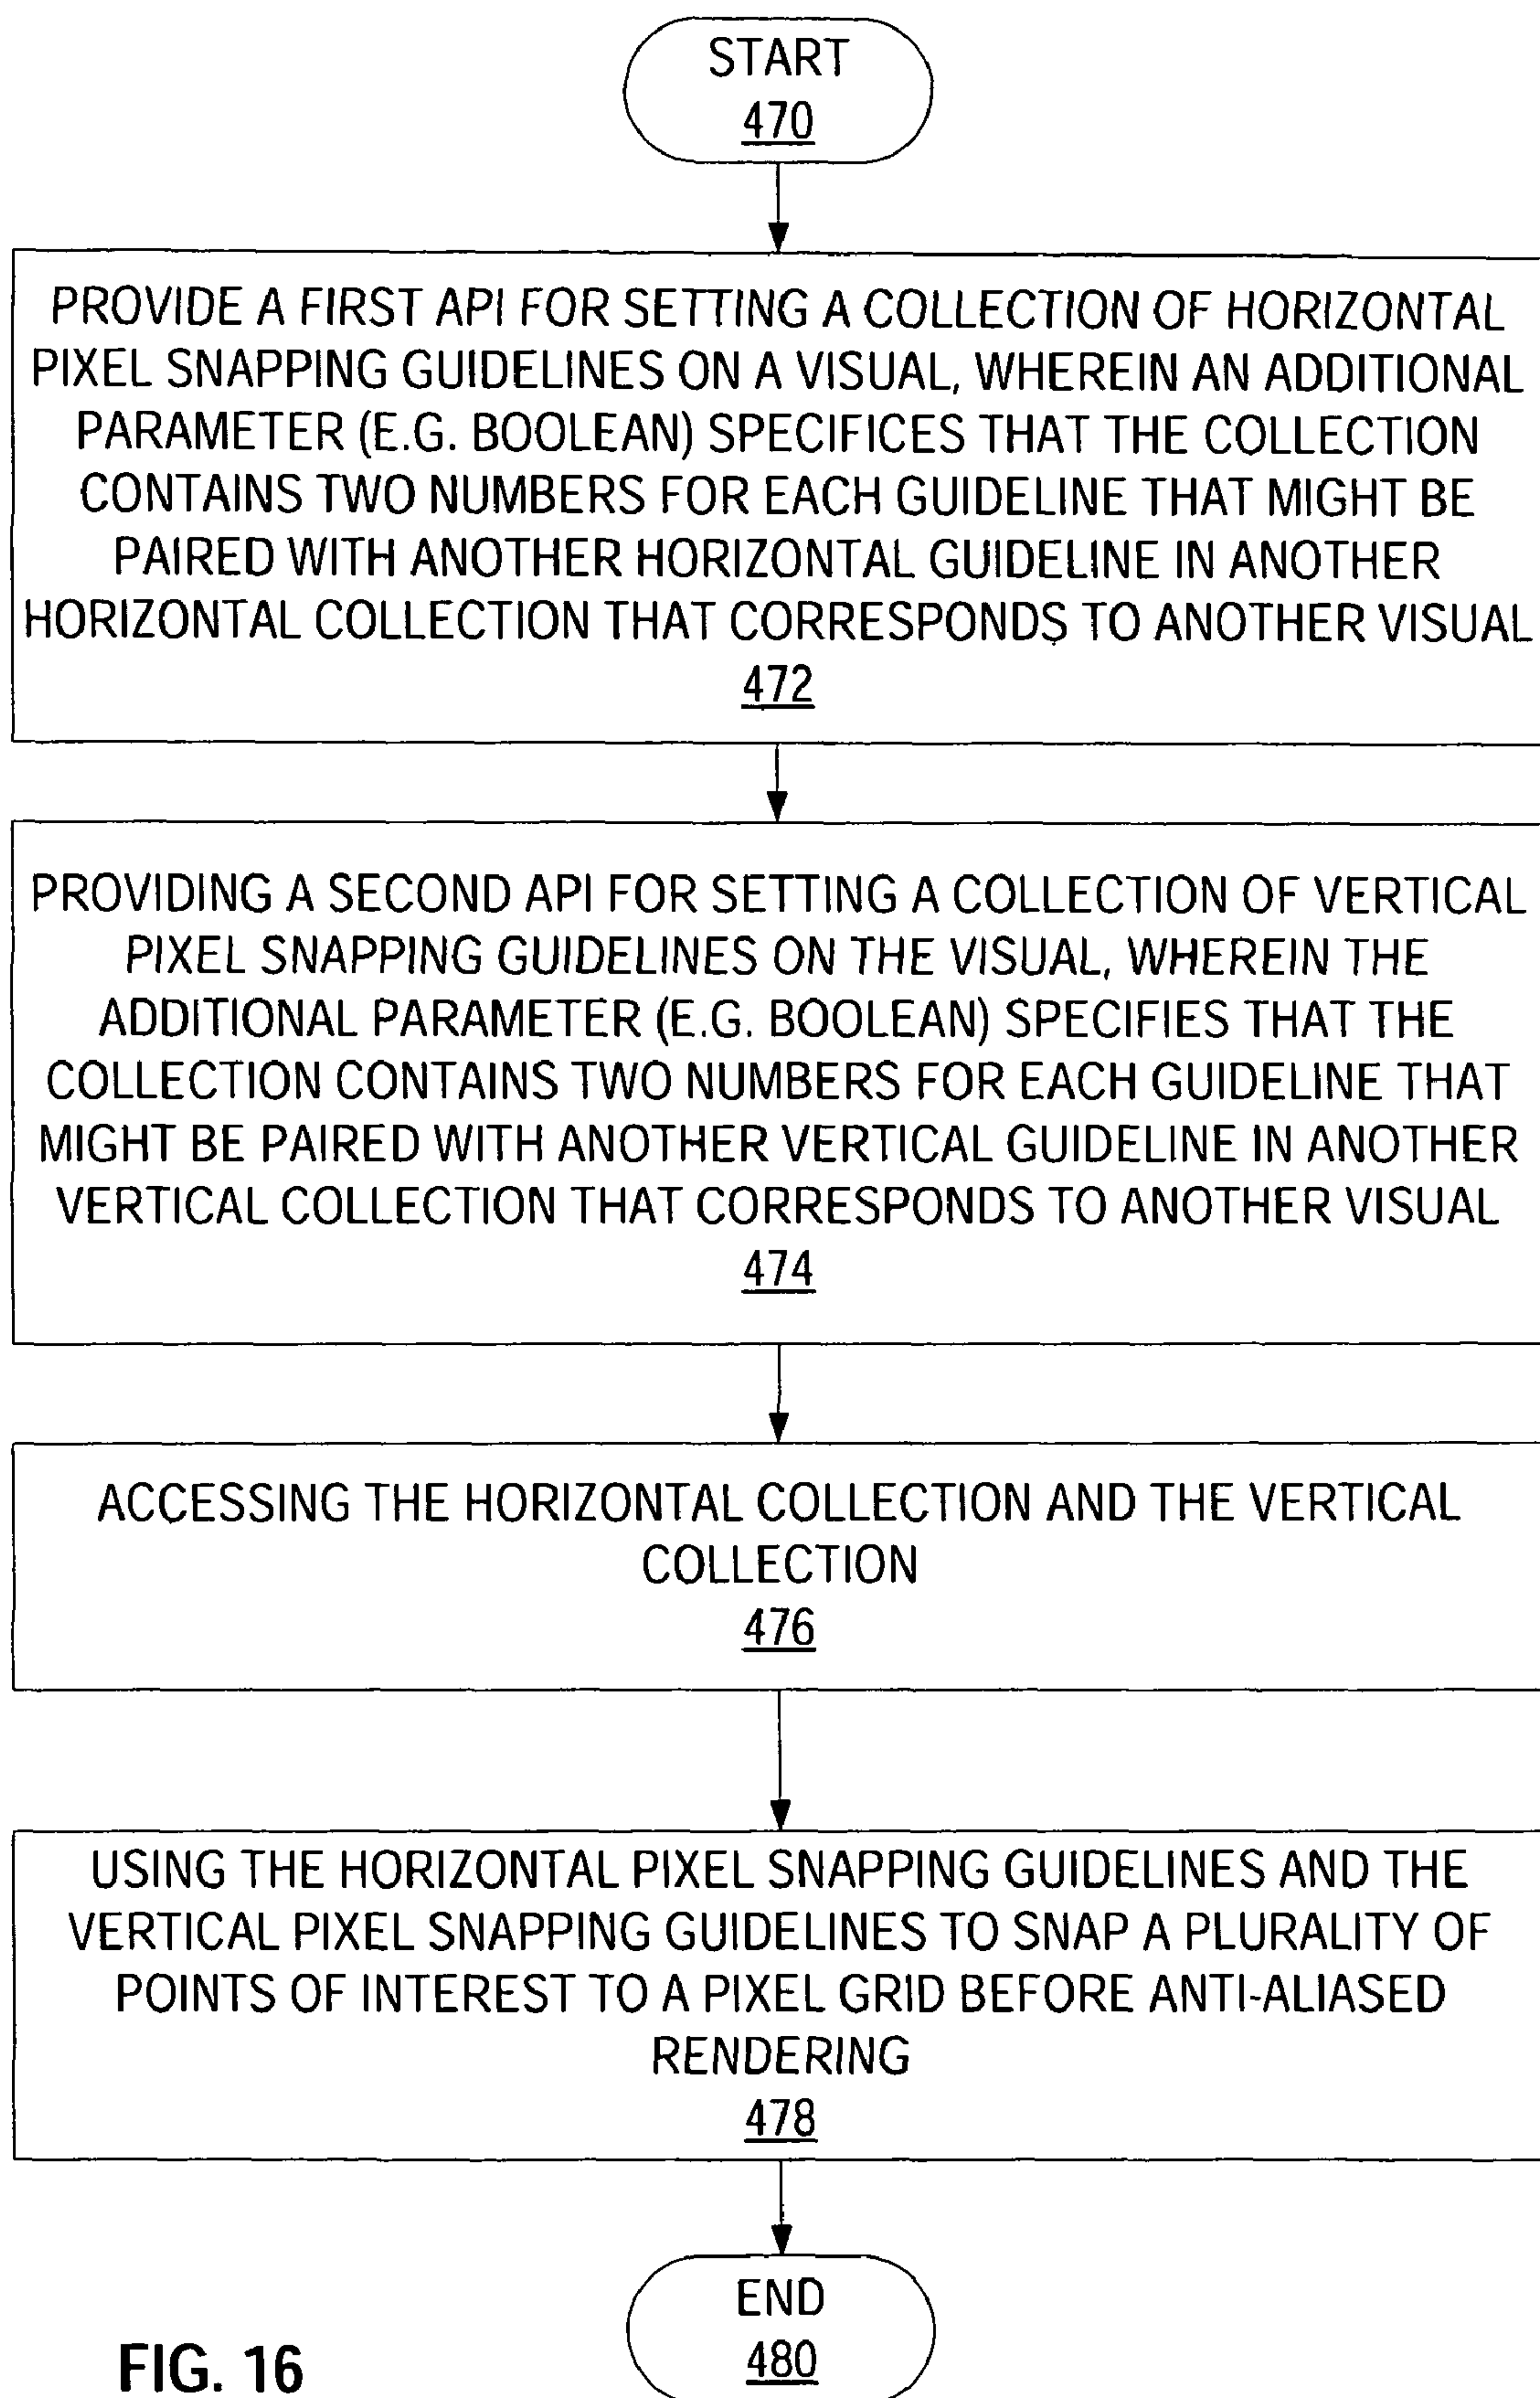 START
470
PROVIDE A FIRST API FOR SETTING A COLLECTION OF HORIZONTAL
PIXEL SNAPPING GUIDELINES ON A VISUAL, WHEREIN AN ADDITIONAL
PARAMETER (E.G. BOOLEAN) SPECIFICES THAT THE COLLECTION
CONTAINS TWO NUMBERS FOR EACH GUIDELINE THAT MIGHT BE
PAIRED WITH ANOTHER HORIZONTAL GUIDELINE IN ANOTHER
HORIZONTAL COLLECTION THAT CORRESPONDS TO ANOTHER VISUAL
472
PROVIDING A SECOND API FOR SETTING A COLLECTION OF VERTICAL
PIXEL SNAPPING GUIDELINES ON THE VISUAL, WHEREIN THE
ADDITIONAL PARAMETER (E.G. BOOLEAN) SPECIFIES THAT THE
COLLECTION CONTAINS TWO NUMBERS FOR EACH GUIDELINE THAT
MIGHT BE PAIRED WITH ANOTHER VERTICAL GUIDELINE IN ANOTHER
VERTICAL COLLECTION THAT CORRESPONDS TO ANOTHER VISUAL
474
ACCESSING THE HORIZONTAL COLLECTION AND THE VERTICAL
COLLECTION
476
USING THE HORIZONTAL PIXEL SNAPPING GUIDELINES AND THE
VERTICAL PIXEL SNAPPING GUIDELINES TO SNAP A PLURALITY OF
POINTS OF INTEREST TO A PIXEL GRID BEFORE ANTI-ALIASED
RENDERING
478
END
480
FIG. 16